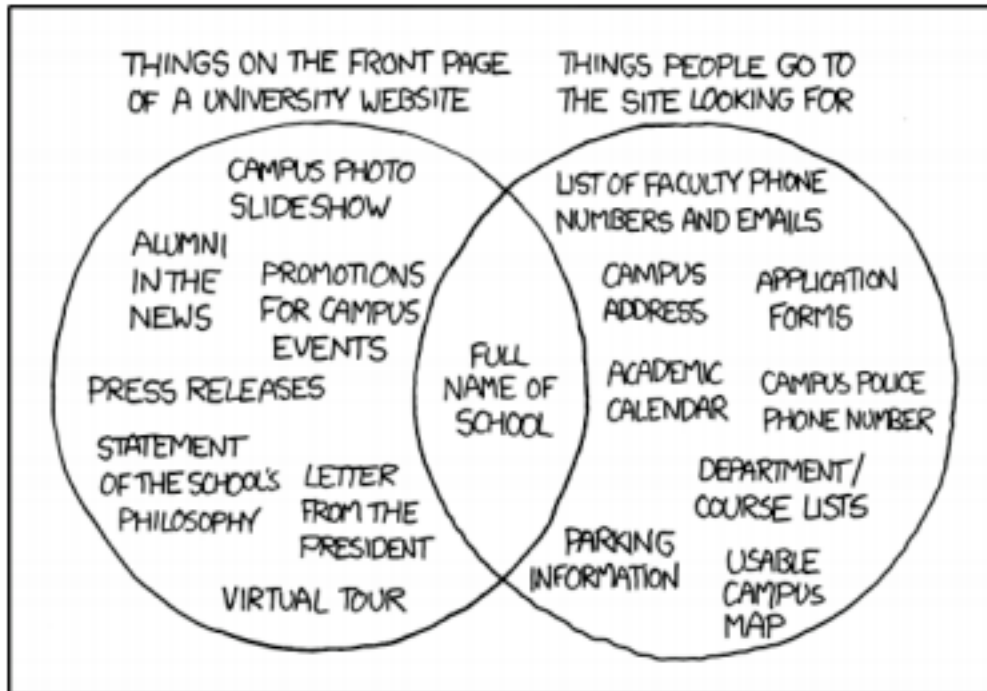 THINGS ON THE FRONT PAGE
OF A UNIVERSITY WEBSITE
THINGS PEOPLE GO TO
THE SITE LOOKING FOR
CAMPUS PHOTO
SLIDESHOW
ALUMNI
IN THE
NEWS
PROMOTIONS
FOR CAMPUS
EVENTS
PRESS RELEASES
STATEMENT
OF THE SCHOOL'S
PHILOSOPHY
LETTER
FROM THE
PRESIDENT
VIRTUAL TOUR
FULL
NAME OF
SCHOOL
LIST OF FACULTY PHONE
NUMBERS AND EMAILS
CAMPUS
ADDRESS
APPLICATION
FORMS
ACADEMIC
CALENDAR
CAMPUS POLICE
PHONE NUMBER
DEPARTMENT/
COURSE LISTS
PARKING
INFORMATION
USABLE
CAMPUS
MAP